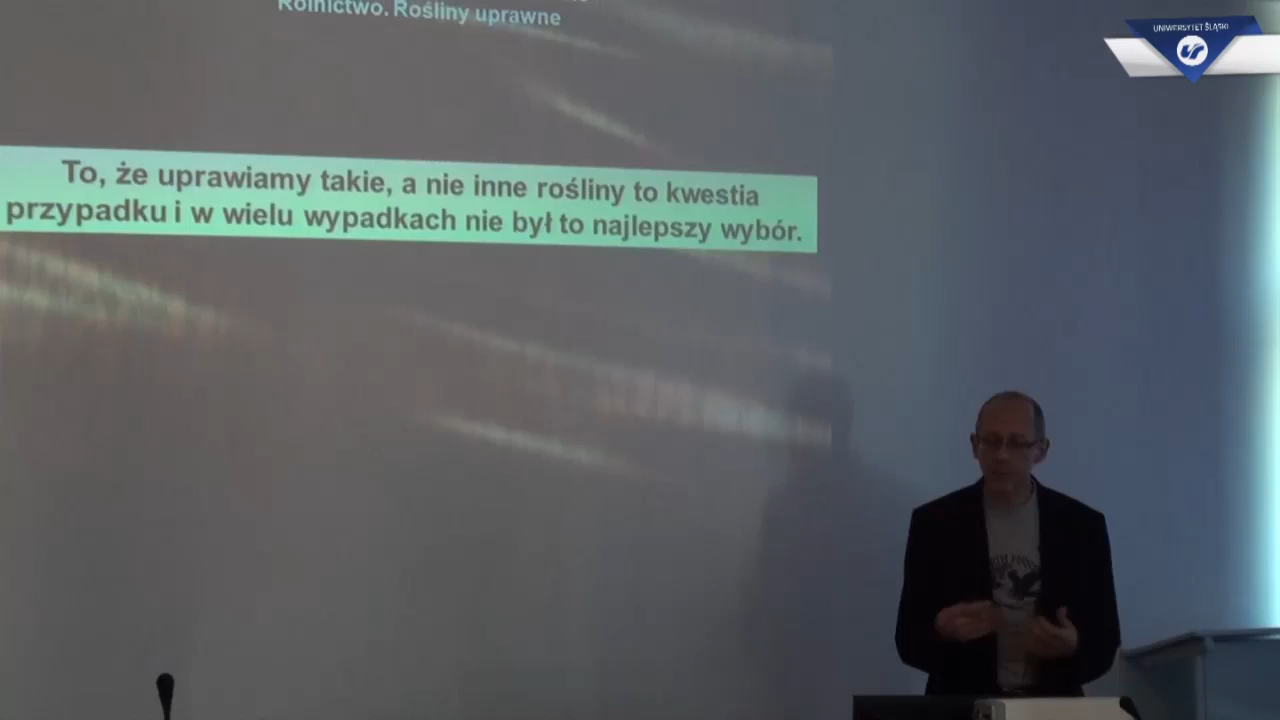 Rolnictwo. Rośliny uprawne
UNIWERSYTET ŚLĄSKI
To, że uprawiamy takie, a nie inne rośliny to kwestia
przypadku i w wielu wypadkach nie był to najlepszy wybór.